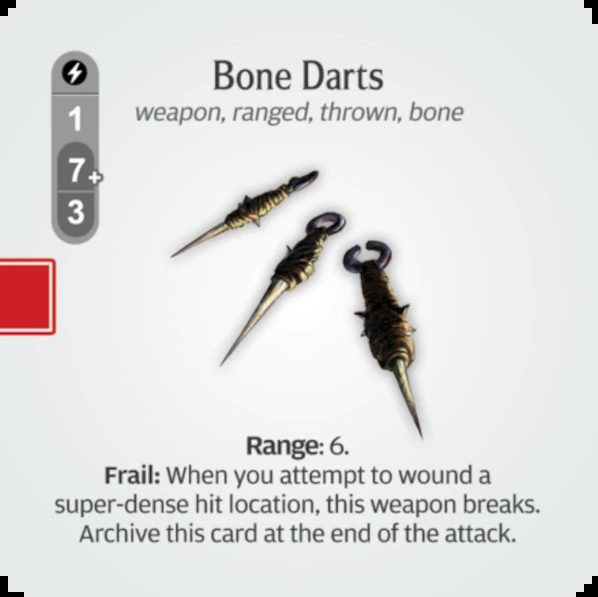 Bone Darts
weapon, ranged, thrown, bone
1
7+
3
Range: 6.
Frail: When you attempt to wound a
super-dense hit location, this weapon breaks.
Archive this card at the end of the attack.